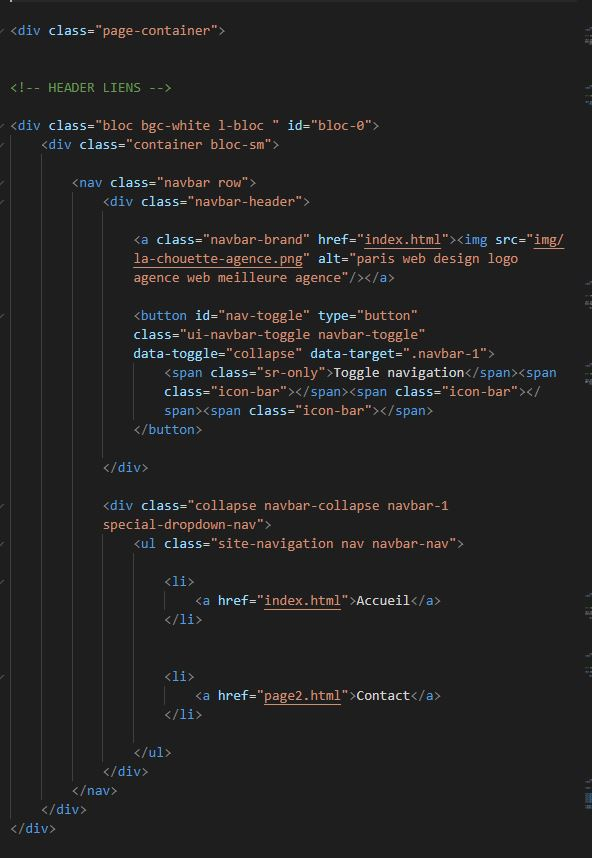 <div class="page-container">
<!-- HEADER LIENS -->
<div class="bloc bgc-white l-bloc " id="bloc-0">
<div class="container bloc-sm">
<nav class="navbar row">
<div class="navbar-header">
<a class="navbar-brand" href="index.html"><img src="img/
la-chouette-agence.png" alt="paris web design logo
agence web meilleure agence"/></a>
<button id="nav-toggle" type="button"
class="ui-navbar-toggle navbar-toggle"
data-toggle="collapse" data-target=".navbar-1">
<span class="sr-only">Toggle navigation</span><span
class="icon-bar"></span><span class="icon-bar"></
span><span class="icon-bar"></span>
</button>
</div>
<div class="collapse navbar-collapse navbar-1
special-dropdown-nav">
<ul class="site-navigation nav navbar-nav">
<li>
<a href="index.html">Accueil</a>
</li>
<li>
<a href="page2.html">Contact</a>
</li>
</ul>
</div>
</nav>
</div>
</div>